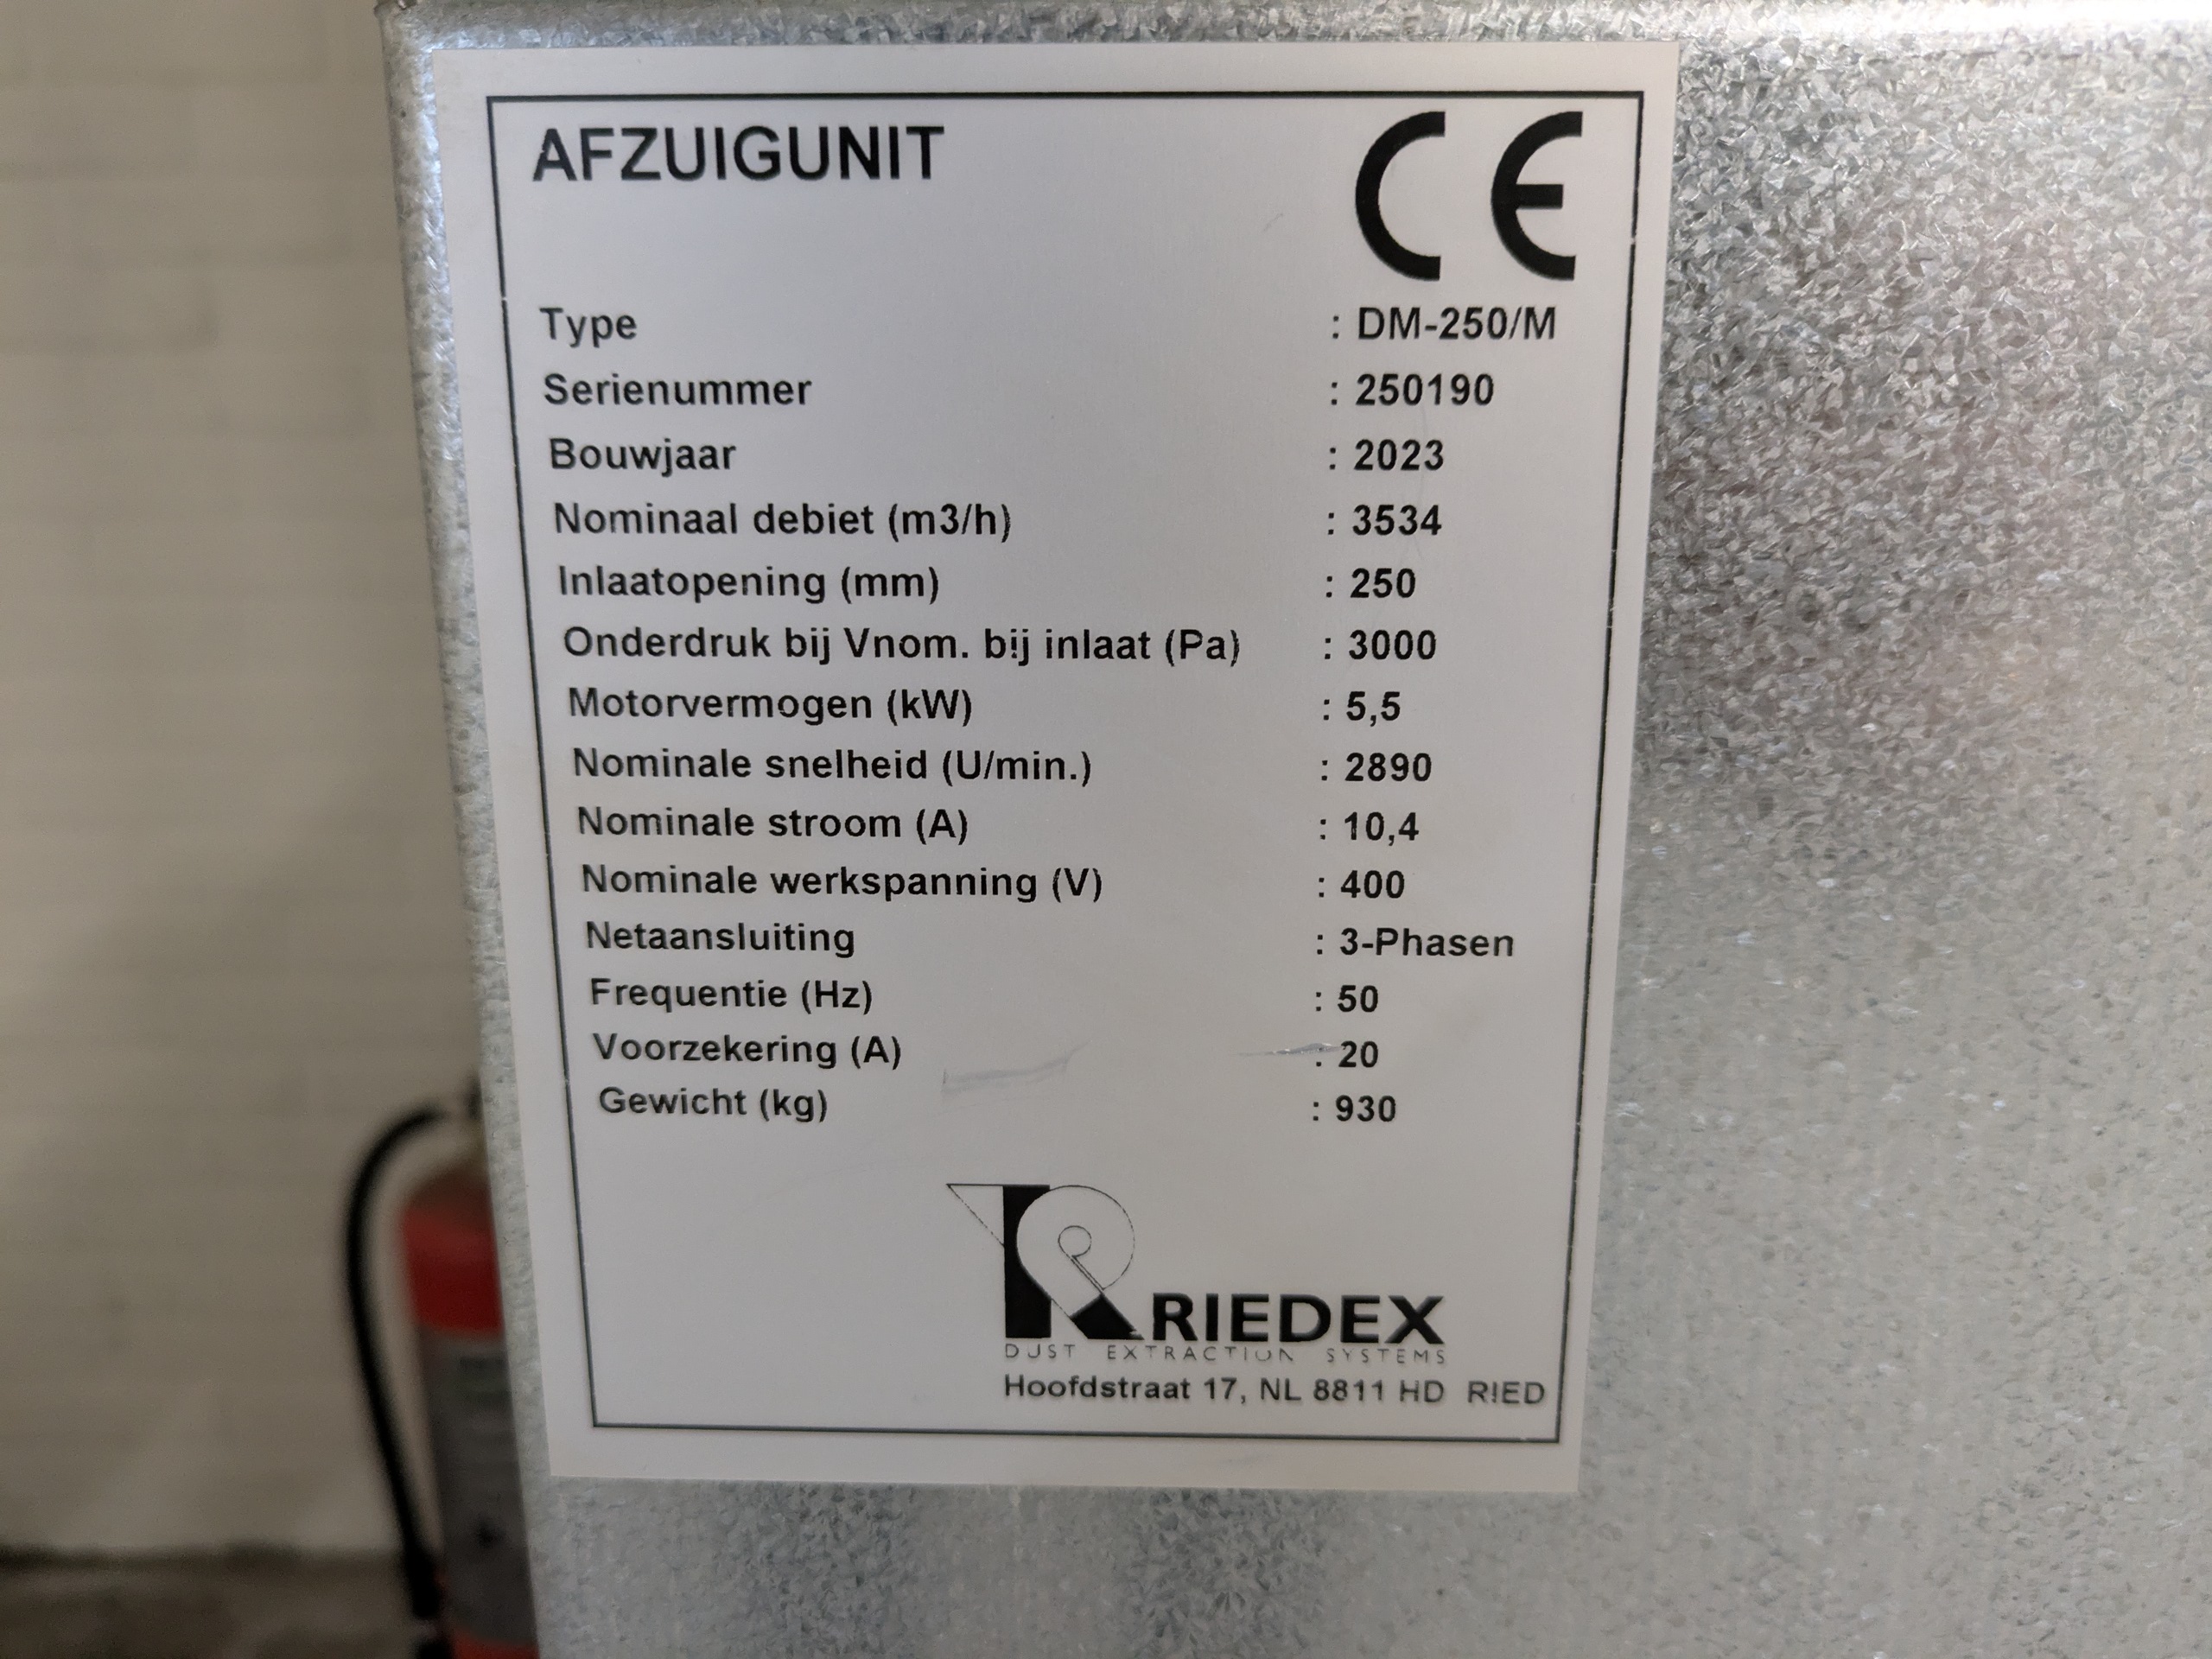 AFZUIGUNIT
CE
Type : DM-250/M
Serienummer : 250190
Bouwjaar : 2023
Nominaal debiet (m3/h) : 3534
Inlaatopening (mm) : 250
Onderdruk bij Vnom. bij inlaat (Pa) : 3000
Motorvermogen (kW) : 5,5
Nominale snelheid (U/min.) : 2890
Nominale stroom (A) : 10,4
Nominale werkspanning (V) : 400
Netaansluiting : 3-Phasen
Frequentie (Hz) : 50
Voorzekering (A) : 20
Gewicht (kg) : 930
RIEDEX
DUST EXTRACTION SYSTEMS
Hoofdstraat 17, NL 8811 HD RIED